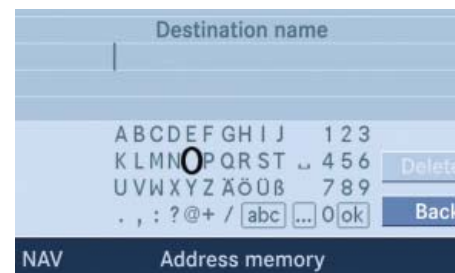 Destination name
ABCDEFGHIJ 123
KLMNOPQRST ␣ 456 Delete
UVWXYZÄÖÜß 789
.,:?@+/ abc ... 0 ok Back
NAV Address memory